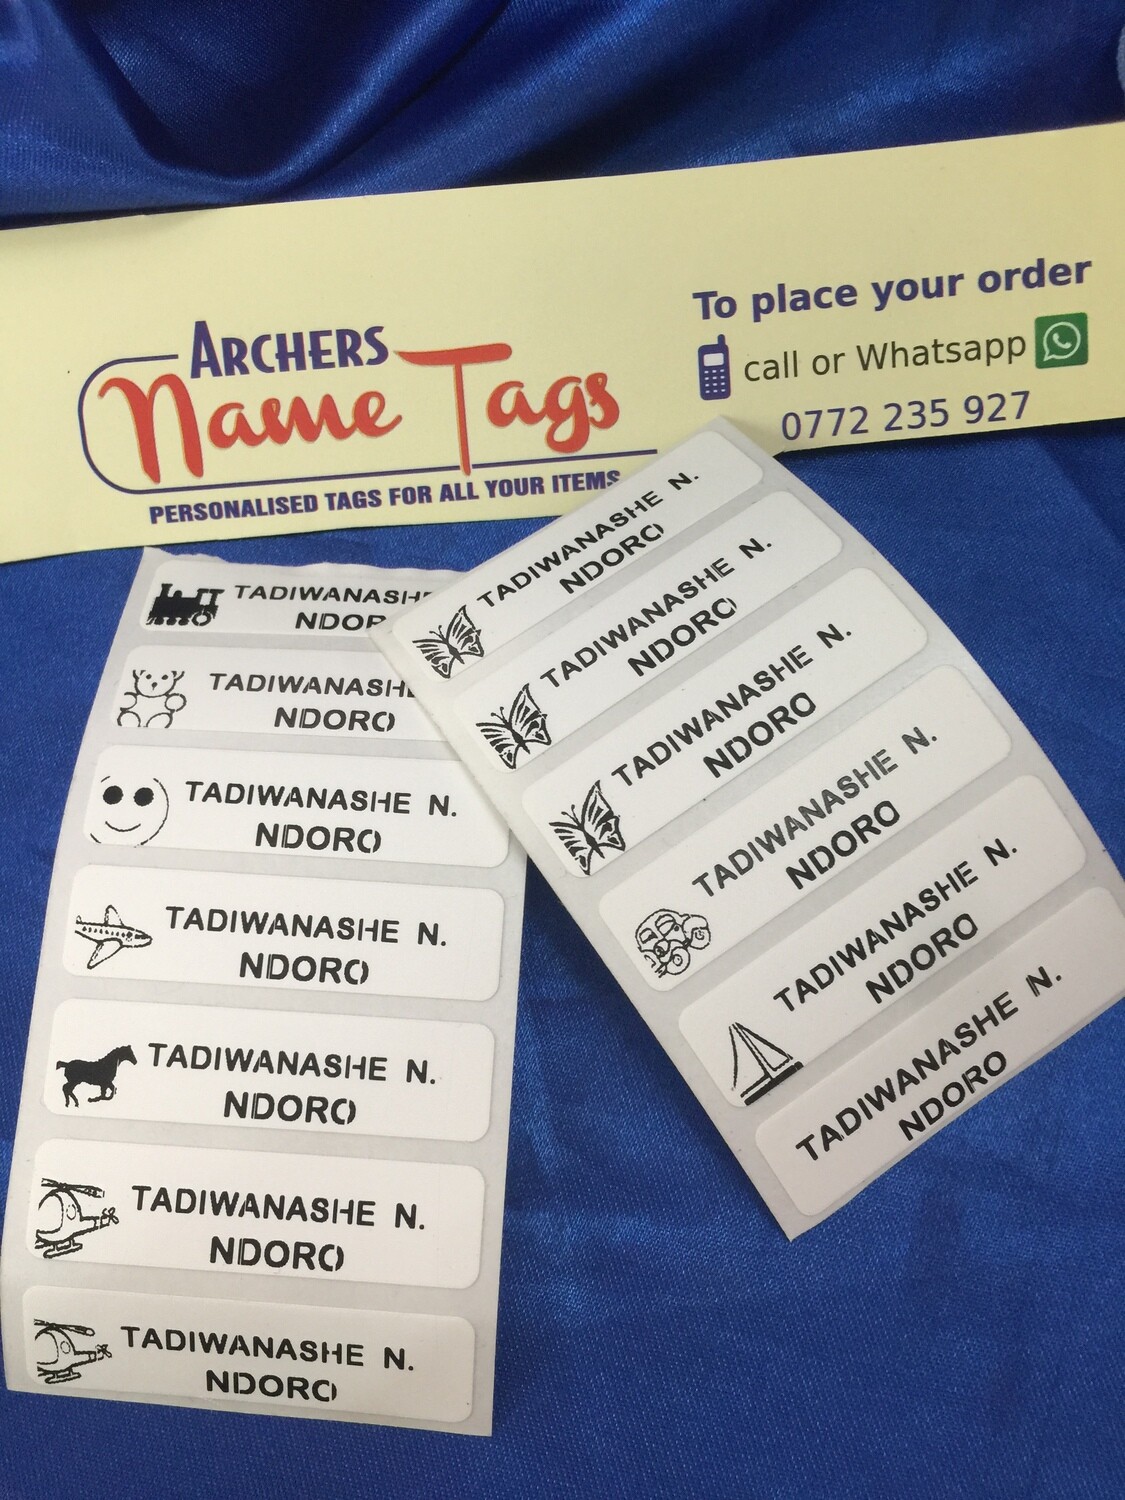 ARCHERS
Name Tags
PERSONALISED TAGS FOR ALL YOUR ITEMS
To place your order
call or Whatsapp
0772 235 927
TADIWANASHE
NDORO
TADIWANASHE
NDORO
TADIWANASHE N.
NDORO
TADIWANASHE N.
NDORO
TADIWANASHE N.
NDORO
TADIWANASHE N.
NDORO
TADIWANASHE N.
NDORO
TADIWANASHE N.
NDORO
TADIWANASHE N.
NDORO
TADIWANASHE N.
NDORO
TADIWANASHE N.
NDORO
TADIWANASHE N.
NDORO
TADIWANASHE N.
NDORO